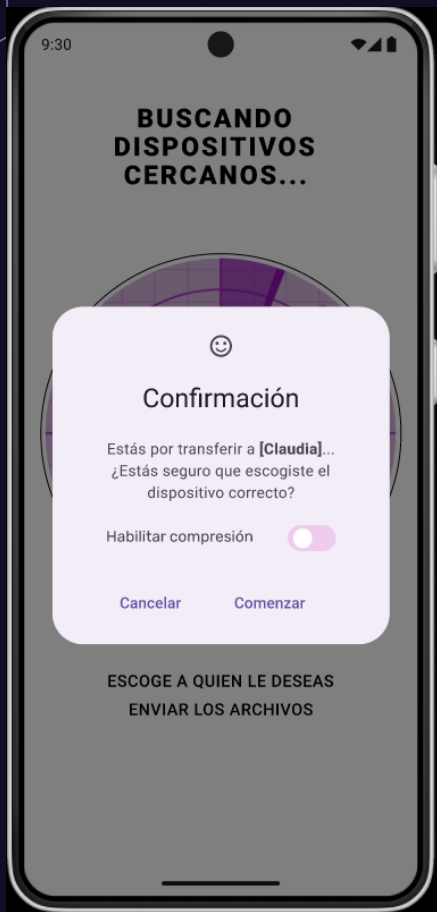 9:30
BUSCANDO
DISPOSITIVOS
CERCANOS...
Confirmación
Estás por transferir a [Claudia]...
¿Estás seguro que escogiste el
dispositivo correcto?
Habilitar compresión
Cancelar Comenzar
ESCOGE A QUIEN LE DESEAS
ENVIAR LOS ARCHIVOS